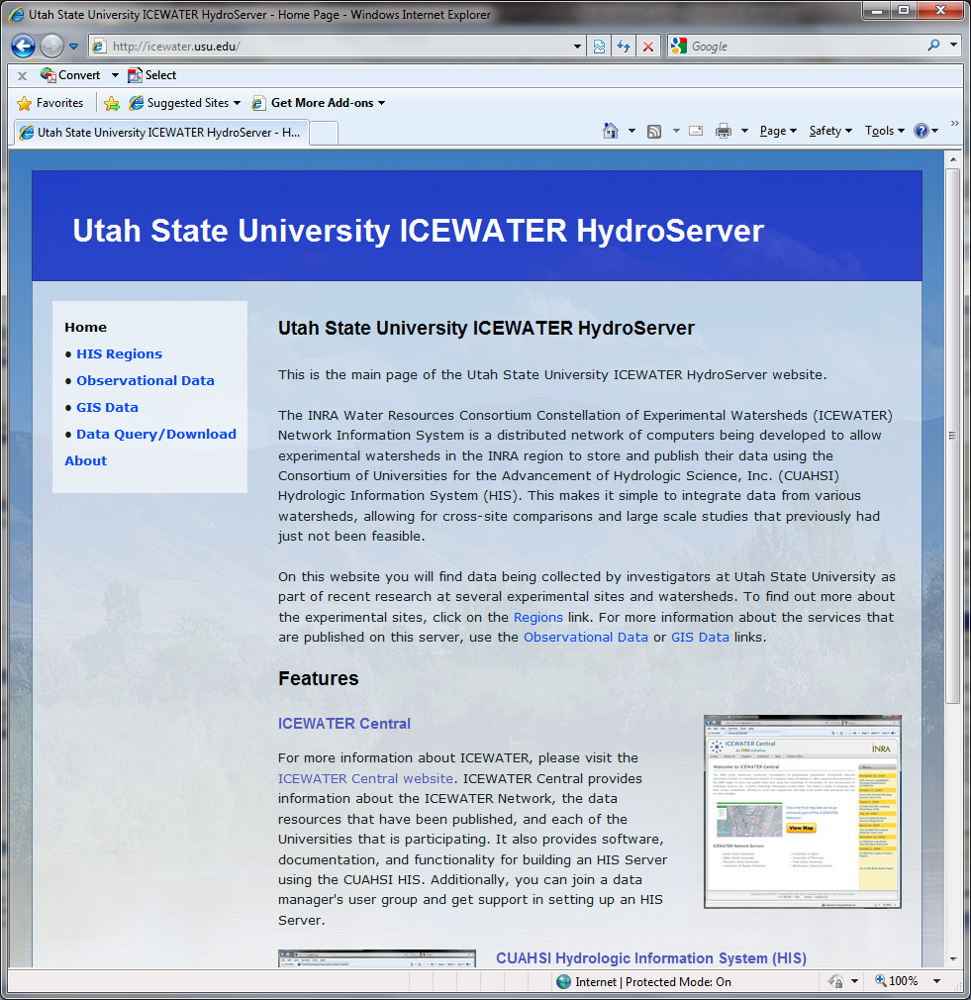 Utah State University ICEWATER HydroServer - Home Page - Windows Internet Explorer
http://icewater.usu.edu/
Google
x Convert Select
Favorites Suggested Sites Get More Add-ons
Utah State University ICEWATER HydroServer - H...
Page Safety Tools
Utah State University ICEWATER HydroServer
Home
• HIS Regions
• Observational Data
• GIS Data
• Data Query/Download
About
Utah State University ICEWATER HydroServer
This is the main page of the Utah State University ICEWATER HydroServer website.
The INRA Water Resources Consortium Constellation of Experimental Watersheds (ICEWATER)
Network Information System is a distributed network of computers being developed to allow
experimental watersheds in the INRA region to store and publish their data using the
Consortium of Universities for the Advancement of Hydrologic Science, Inc. (CUAHSI)
Hydrologic Information System (HIS). This makes it simple to integrate data from various
watersheds, allowing for cross-site comparisons and large scale studies that previously had
just not been feasible.
On this website you will find data being collected by investigators at Utah State University as
part of recent research at several experimental sites and watersheds. To find out more about
the experimental sites, click on the Regions link. For more information about the services that
are published on this server, use the Observational Data or GIS Data links.
Features
ICEWATER Central
For more information about ICEWATER, please visit the
ICEWATER Central website. ICEWATER Central provides
information about the ICEWATER Network, the data
resources that have been published, and each of the
Universities that is participating. It also provides software,
documentation, and functionality for building an HIS Server
using the CUAHSI HIS. Additionally, you can join a data
manager's user group and get support in setting up an HIS
Server.
ICEWATER Central
INRA
Welcome to ICEWATER Central
View Map
ICEWATER Network Servers
CUAHSI Hydrologic Information System (HIS)
Internet | Protected Mode: On
100%